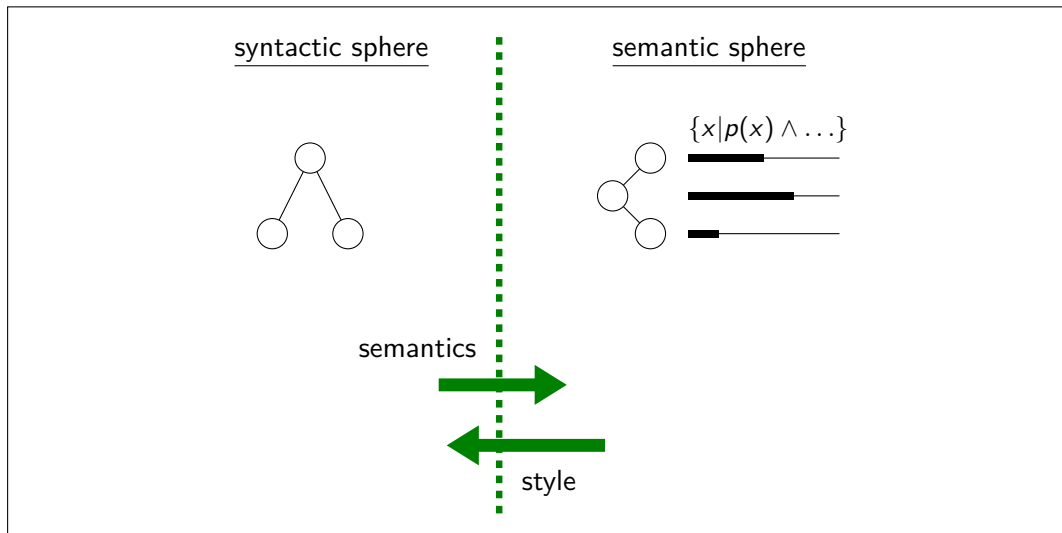 syntactic sphere
semantic sphere
{x|p(x) ∧ ...}
semantics
style